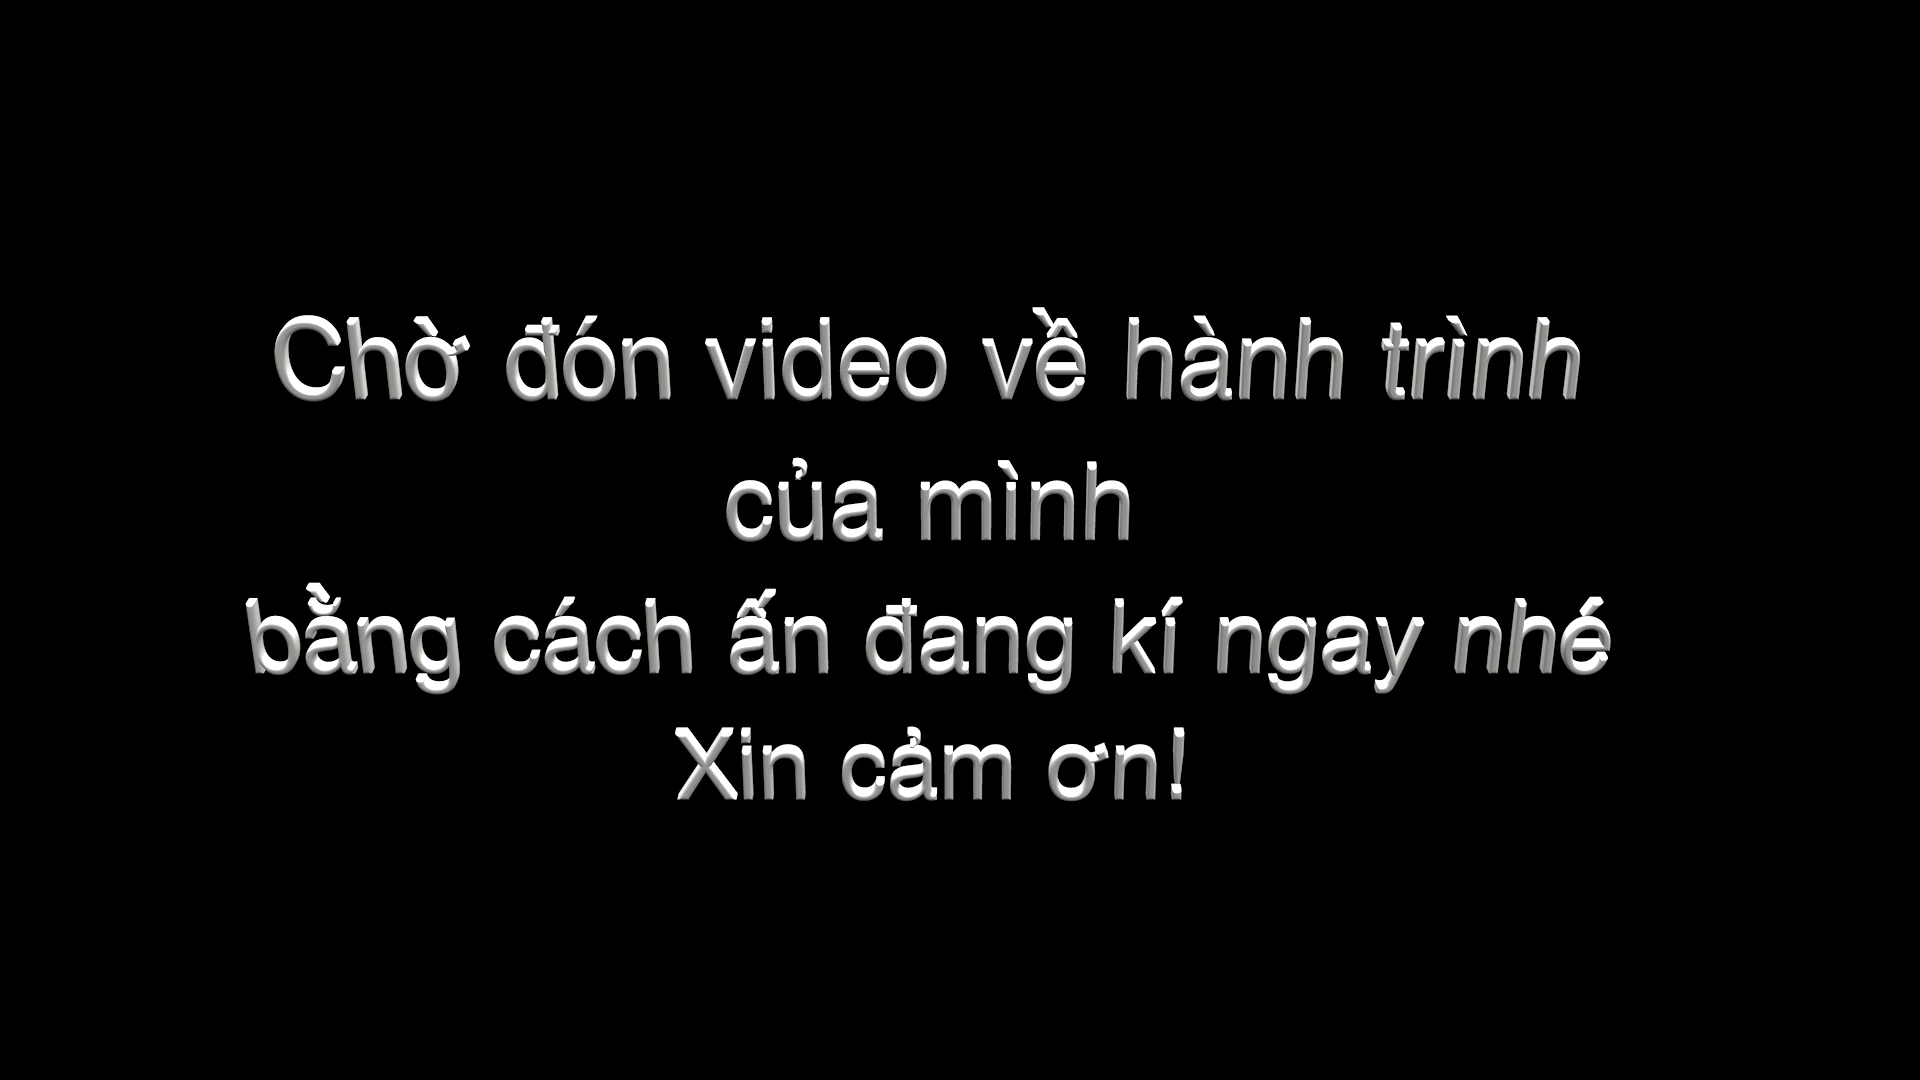 Chờ đón video về hành trình
của mình
bằng cách ấn đang kí ngay nhé
Xin cảm ơn!